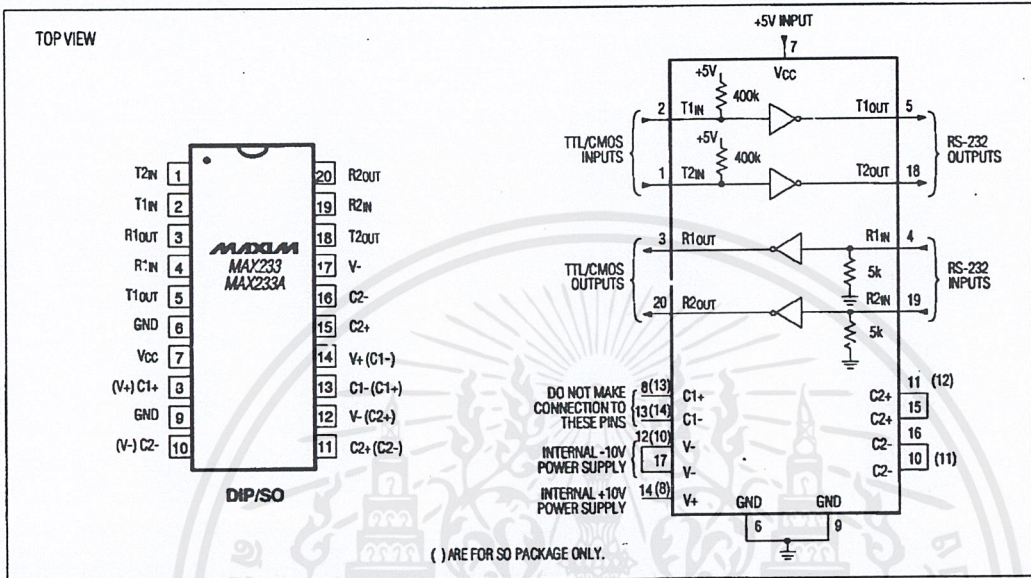 TOP VIEW
T2IN 1
T1IN 2
R1OUT 3
R1IN 4
T1OUT 5
GND 6
VCC 7
(V+) C1+ 8
GND 9
(V-) C2- 10
20 R2OUT
19 R2IN
18 T2OUT
17 V-
16 C2-
15 C2+
14 V+ (C1-)
13 C1- (C1+)
12 V- (C2+)
11 C2+ (C2-)
MAXIM
MAX233
MAX233A
DIP/SO
+5V INPUT
7
VCC
+5V
400k
2 T1IN
T1OUT 5
+5V
400k
1 T2IN
T2OUT 18
TTL/CMOS
INPUTS
RS-232
OUTPUTS
3 R1OUT
R1IN 4
5k
20 R2OUT
R2IN 19
5k
TTL/CMOS
OUTPUTS
RS-232
INPUTS
DO NOT MAKE
CONNECTION TO
THESE PINS
8(13) C1+
13(14) C1-
INTERNAL -10V
POWER SUPPLY
12(10) V-
17 V-
INTERNAL +10V
POWER SUPPLY
14(8) V+
C2+ 11 (12)
C2+ 15
C2- 16
C2- 10 (11)
GND GND
6 9
( ) ARE FOR SO PACKAGE ONLY.